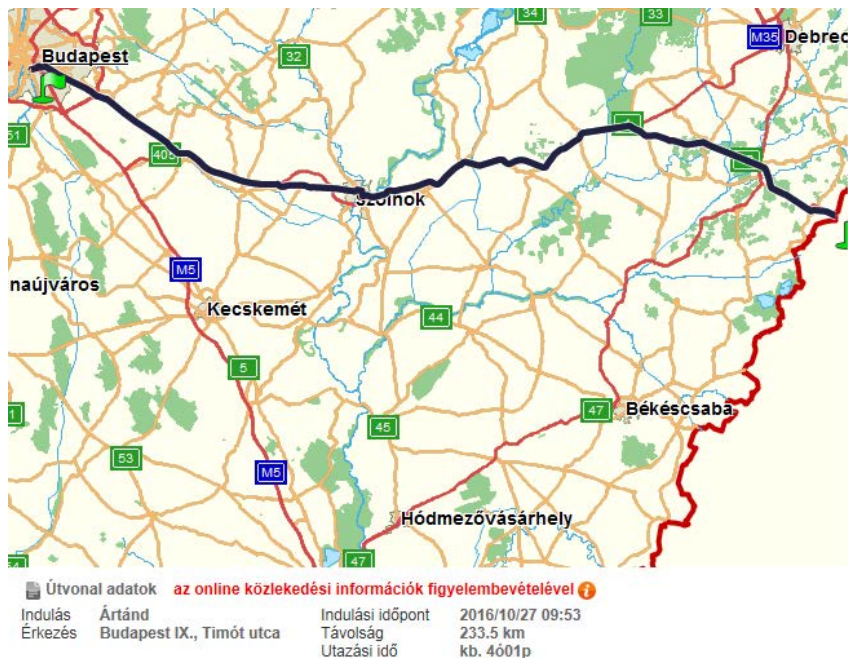 33
34
M35
Debred
Budapest
32
51
4
405
Szolnok
M5
naújváros
Kecskemét
44
5
47
Békéscsaba
45
53
M5
Hódmezővásárhely
47
Útvonal adatok az online közlekedési információk figyelembevételével
Indulás Ártánd Indulási időpont 2016/10/27 09:53
Érkezés Budapest IX., Timót utca Távolság 233.5 km
Utazási idő kb. 4ó01p